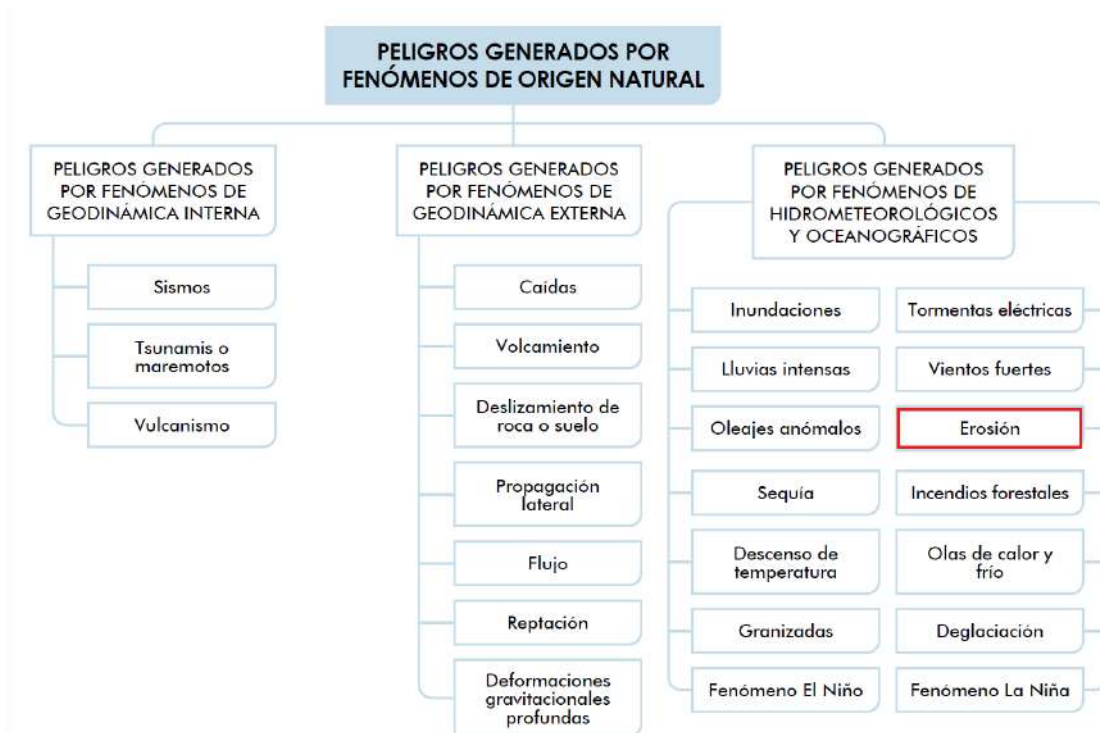 PELIGROS GENERADOS POR
FENÓMENOS DE ORIGEN NATURAL
PELIGROS GENERADOS
POR FENÓMENOS DE
GEODINÁMICA INTERNA
Sismos
Tsunamis o
maremotos
Vulcanismo
PELIGROS GENERADOS
POR FENÓMENOS DE
GEODINÁMICA EXTERNA
Caídas
Volcamiento
Deslizamiento de
roca o suelo
Propagación
lateral
Flujo
Reptación
Deformaciones
gravitacionales
profundas
PELIGROS GENERADOS
POR FENÓMENOS DE
HIDROMETEOROLÓGICOS
Y OCEANOGRÁFICOS
Inundaciones
Tormentas eléctricas
Lluvias intensas
Vientos fuertes
Oleajes anómalos
Erosión
Sequía
Incendios forestales
Descenso de
temperatura
Olas de calor y
frío
Granizadas
Deglaciación
Fenómeno El Niño
Fenómeno La Niña